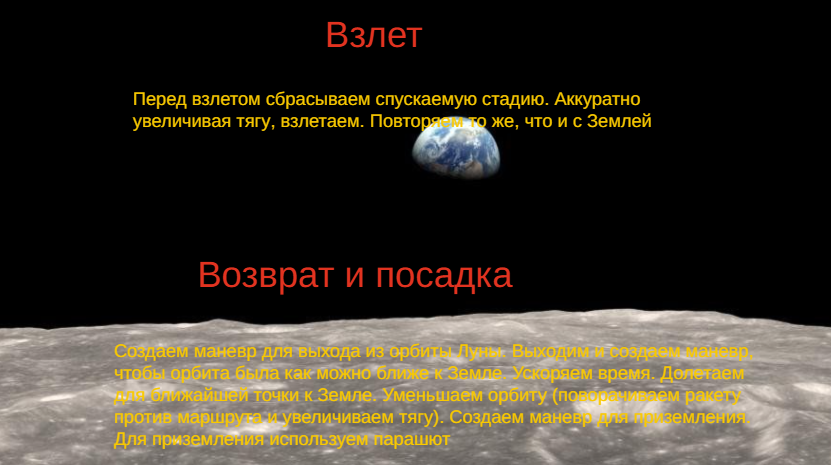 Взлет
Перед взлетом сбрасываем спускаемую стадию. Аккуратно
увеличивая тягу, взлетаем. Повторяем то же, что и с Землей
Возврат и посадка
Создаем маневр для выхода из орбиты Луны. Выходим и создаем маневр,
чтобы орбита была как можно ближе к Земле. Ускоряем время. Долетаем
для ближайшей точки к Земле. Уменьшаем орбиту (поворачиваем ракету
против маршрута и увеличиваем тягу). Создаем маневр для приземления.
Для приземления используем парашют